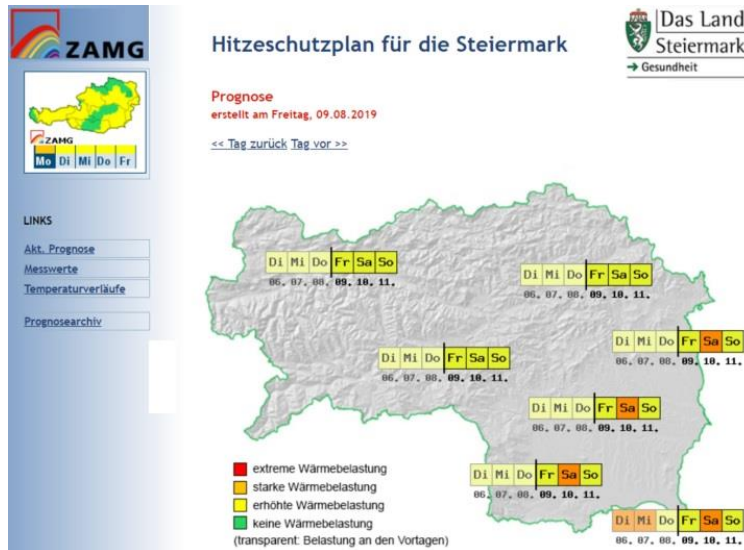 ZAMG
Hitzeschutzplan für die Steiermark
Das Land
Steiermark
→ Gesundheit
Prognose
erstellt am Freitag, 09.08.2019
<< Tag zurück Tag vor >>
ZAMG
Mo Di Mi Do Fr
LINKS
Akt. Prognose
Messwerte
Temperaturverläufe
Prognosearchiv
Di Mi Do Fr Sa So
06. 07. 08. 09. 10. 11.
Di Mi Do Fr Sa So
06. 07. 08. 09. 10. 11.
Di Mi Do Fr Sa So
06. 07. 08. 09. 10. 11.
Di Mi Do Fr Sa So
06. 07. 08. 09. 10. 11.
Di Mi Do Fr Sa So
06. 07. 08. 09. 10. 11.
Di Mi Do Fr Sa So
06. 07. 08. 09. 10. 11.
Di Mi Do Fr Sa So
06. 07. 08. 09. 10. 11.
extreme Wärmebelastung
starke Wärmebelastung
erhöhte Wärmebelastung
keine Wärmebelastung
(transparent: Belastung an den Vortagen)